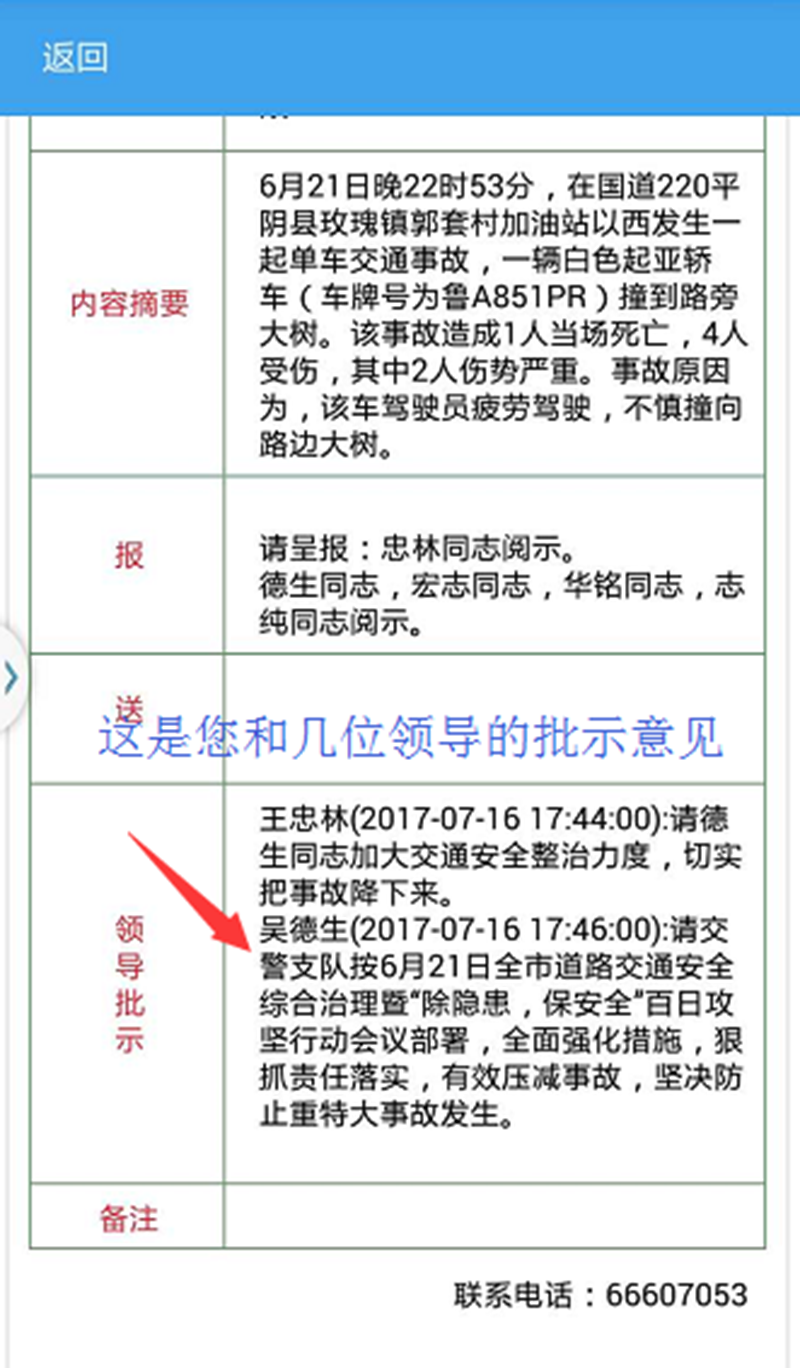 返回
内容摘要
6月21日晚22时53分，在国道220平
阴县玫瑰镇郭套村加油站以西发生一
起单车交通事故，一辆白色起亚轿
车（车牌号为鲁A851PR）撞到路旁
大树。该事故造成1人当场死亡，4人
受伤，其中2人伤势严重。事故原因
为，该车驾驶员疲劳驾驶，不慎撞向
路边大树。
报
请呈报：忠林同志阅示。
德生同志，宏志同志，华铭同志，志
纯同志阅示。
送
这是您和几位领导的批示意见
领
导
批
示
王忠林(2017-07-16 17:44:00):请德
生同志加大交通安全整治力度，切实
把事故降下来。
吴德生(2017-07-16 17:46:00):请交
警支队按6月21日全市道路交通安全
综合治理暨“除隐患，保安全”百日攻
坚行动会议部署，全面强化措施，狠
抓责任落实，有效压减事故，坚决防
止重特大事故发生。
备注
联系电话：66607053